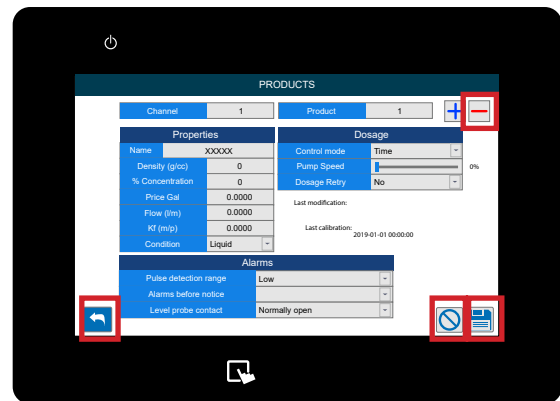 PRODUCTS
Channel 1 Product 1
Properties
Name XXXXX
Density (g/cc) 0
% Concentration 0
Price Gal 0.0000
Flow (l/m) 0.0000
Kf (m/p) 0.0000
Condition Liquid
Dosage
Control mode Time
Pump Speed 0%
Dosage Retry No
Last modification:
Last calibration:
2019-01-01 00:00:00
Alarms
Pulse detection range Low
Alarms before notice
Level probe contact Normally open